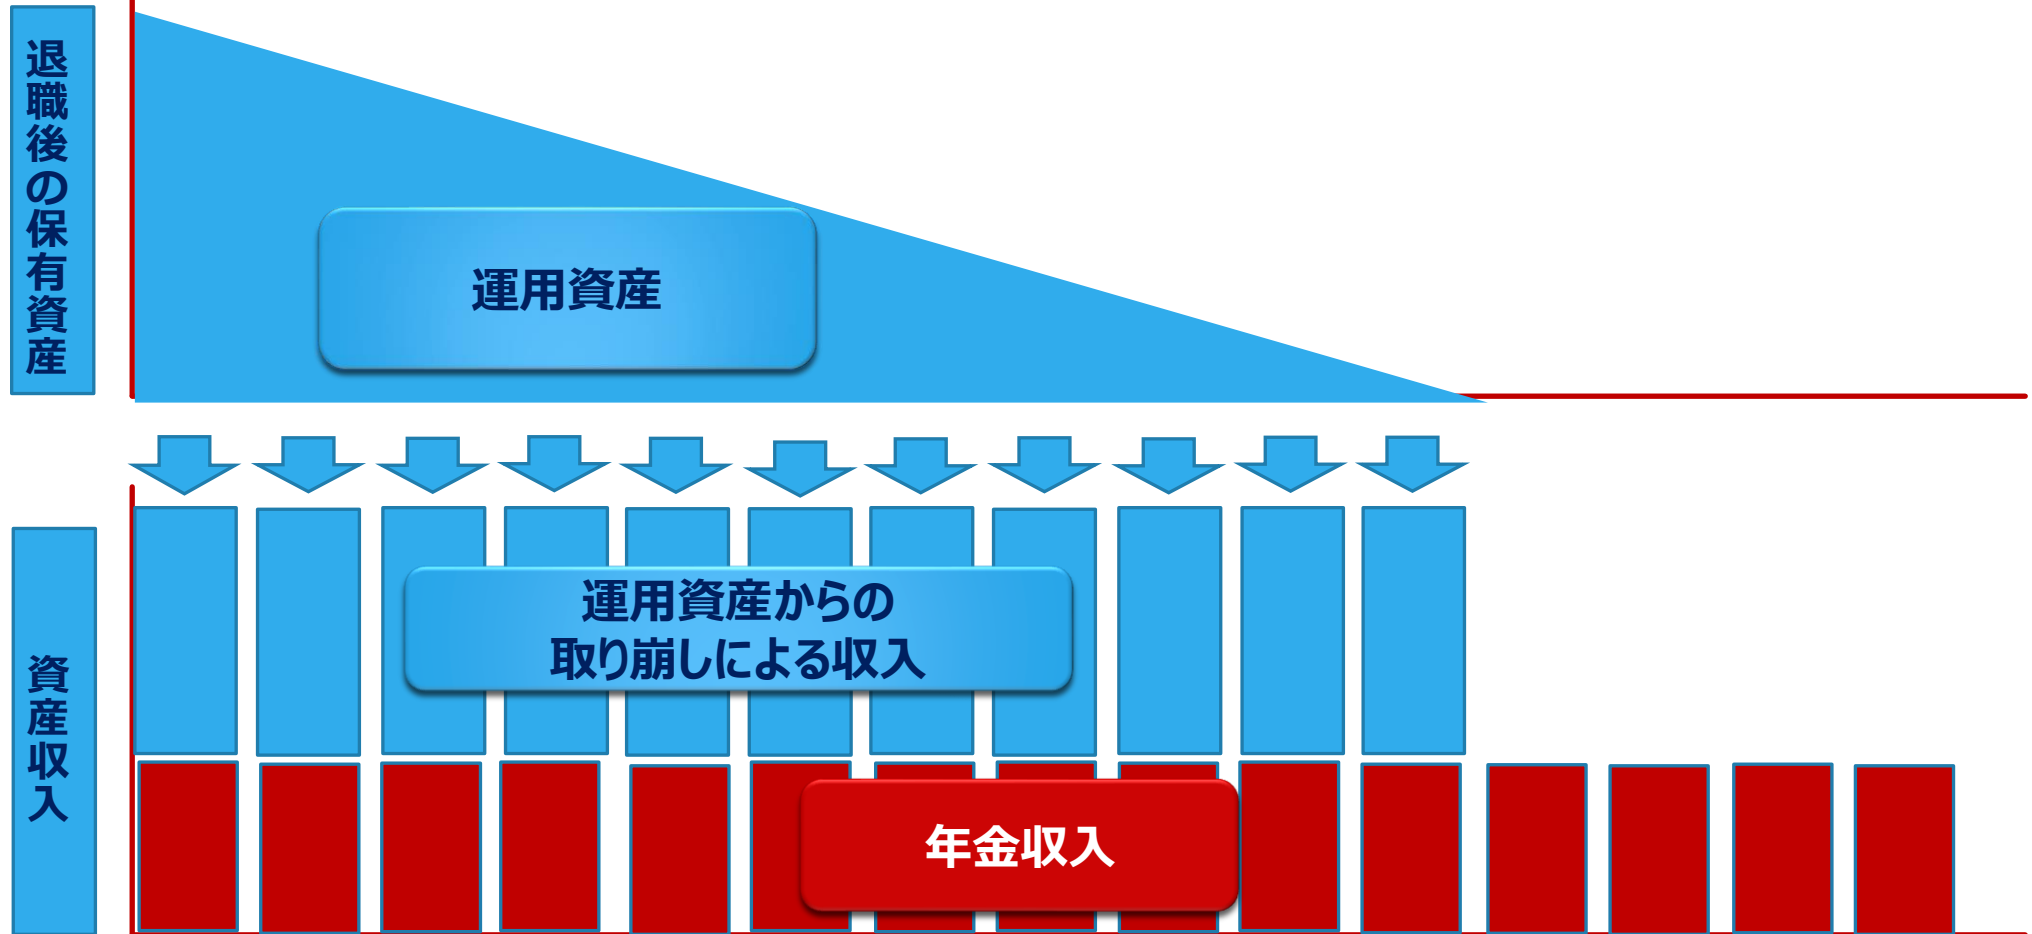 退職後の保有資産
運用資産
運用資産からの
取り崩しによる収入
資産収入
年金収入